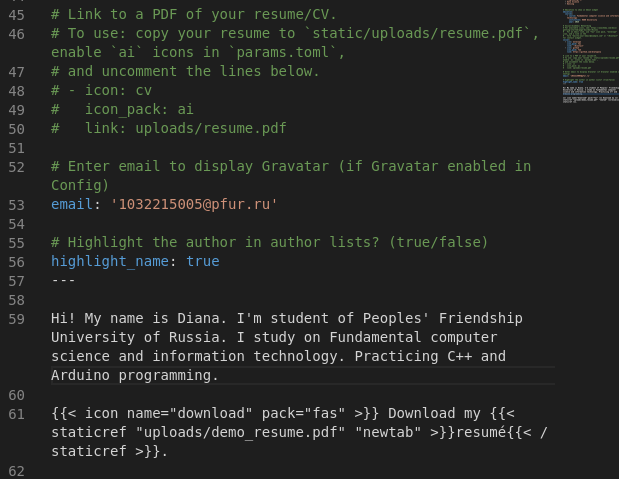 45 # Link to a PDF of your resume/CV.
46 # To use: copy your resume to `static/uploads/resume.pdf`,
enable `ai` icons in `params.toml`,
47 # and uncomment the lines below.
48 # - icon: cv
49 #   icon_pack: ai
50 #   link: uploads/resume.pdf
51
52 # Enter email to display Gravatar (if Gravatar enabled in
Config)
53 email: '1032215005@pfur.ru'
54
55 # Highlight the author in author lists? (true/false)
56 highlight_name: true
57 ---
58
59 Hi! My name is Diana. I'm student of Peoples' Friendship
University of Russia. I study on Fundamental computer
science and information technology. Practicing C++ and
Arduino programming.
60
61 {{< icon name="download" pack="fas" >}} Download my {{<
staticref "uploads/demo_resume.pdf" "newtab" >}}resumé{{< /
staticref >}}.
62